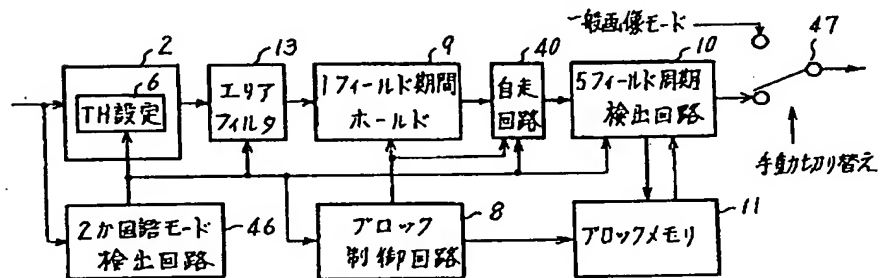 一般画像モード
2
13
9
40
10
47
6
TH設定
エリア
フィルタ
1フィールド期間
ホールド
自走
回路
5フィールド周期
検出回路
手動切り替え
2か国語モード
検出回路
46
ブロック
制御回路
8
ブロックメモリ
11